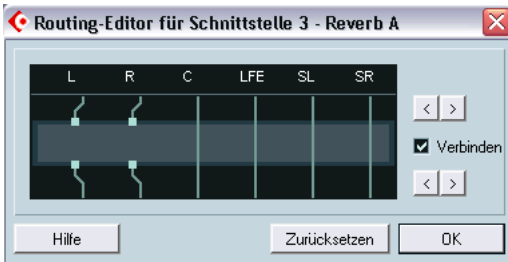 Routing-Editor für Schnittstelle 3 - Reverb A
L R C LFE SL SR
< >
Verbinden
< >
Hilfe Zurücksetzen OK